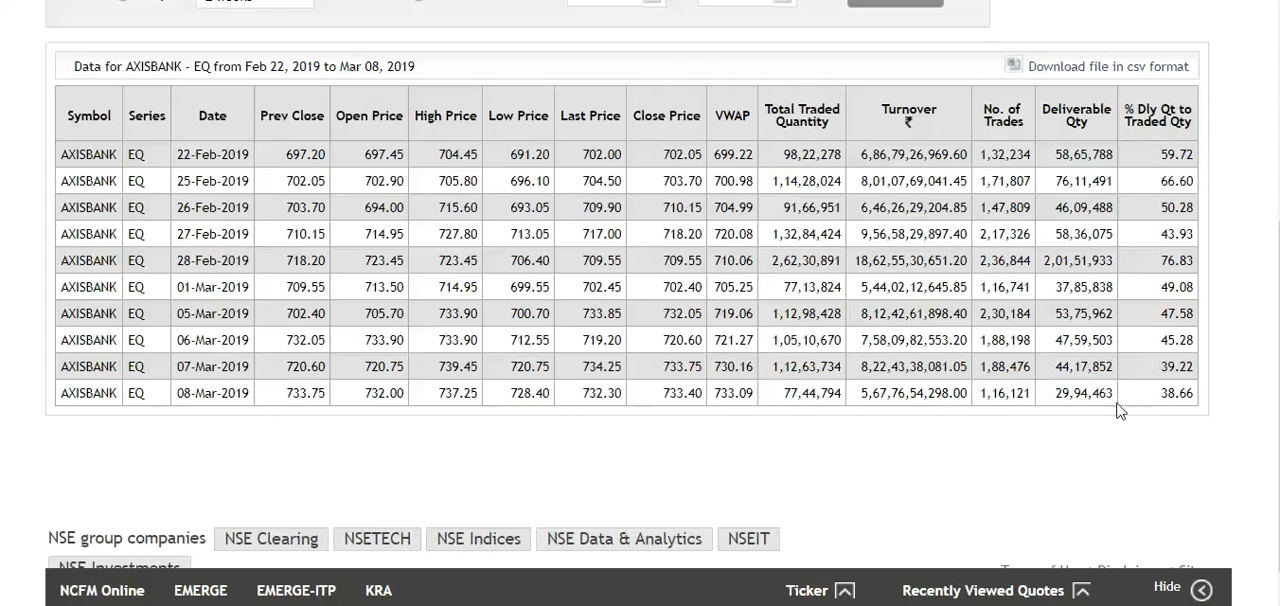 Data for AXISBANK - EQ from Feb 22, 2019 to Mar 08, 2019 Download file in csv format
Symbol Series Date Prev Close Open Price High Price Low Price Last Price Close Price VWAP Total Traded Quantity Turnover ₹ No. of Trades Deliverable Qty % Dly Qt to Traded Qty
AXISBANK EQ 22-Feb-2019 697.20 697.45 704.45 691.20 702.00 702.05 699.22 98,22,278 6,86,79,26,969.60 1,32,234 58,65,788 59.72
AXISBANK EQ 25-Feb-2019 702.05 702.90 705.80 696.10 704.50 703.70 700.98 1,14,28,024 8,01,07,69,041.45 1,71,807 76,11,491 66.60
AXISBANK EQ 26-Feb-2019 703.70 694.00 715.60 693.05 709.90 710.15 704.99 91,66,951 6,46,26,29,204.85 1,47,809 46,09,488 50.28
AXISBANK EQ 27-Feb-2019 710.15 714.95 727.80 713.05 717.00 718.20 720.08 1,32,84,424 9,56,58,29,897.40 2,17,326 58,36,075 43.93
AXISBANK EQ 28-Feb-2019 718.20 723.45 723.45 706.40 709.55 709.55 710.06 2,62,30,891 18,62,55,30,651.20 2,36,844 2,01,51,933 76.83
AXISBANK EQ 01-Mar-2019 709.55 713.50 714.95 699.55 702.45 702.40 705.25 77,13,824 5,44,02,12,645.85 1,16,741 37,85,838 49.08
AXISBANK EQ 05-Mar-2019 702.40 705.70 733.90 700.70 733.85 732.05 719.06 1,12,98,428 8,12,42,61,898.40 2,30,184 53,75,962 47.58
AXISBANK EQ 06-Mar-2019 732.05 733.90 733.90 712.55 719.20 720.60 721.27 1,05,10,670 7,58,09,82,553.20 1,88,198 47,59,503 45.28
AXISBANK EQ 07-Mar-2019 720.60 720.75 739.45 720.75 734.25 733.75 730.16 1,12,63,734 8,22,43,38,081.05 1,88,476 44,17,852 39.22
AXISBANK EQ 08-Mar-2019 733.75 732.00 737.25 728.40 732.30 733.40 733.09 77,44,794 5,67,76,54,298.00 1,16,121 29,94,463 38.66
NSE group companies NSE Clearing NSETECH NSE Indices NSE Data & Analytics NSEIT
NSE Investments
NCFM Online EMERGE EMERGE-ITP KRA Ticker Recently Viewed Quotes Hide